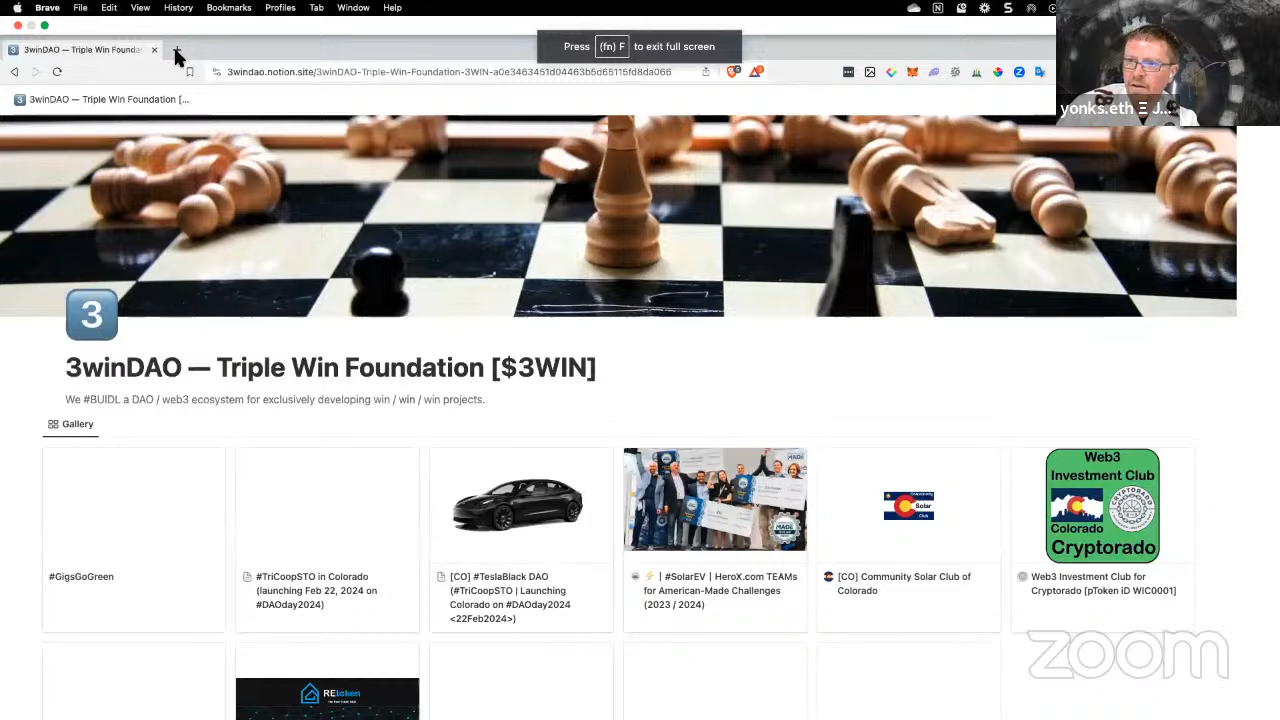 Brave File Edit View History Bookmarks Profiles Tab Window Help
3winDAO — Triple Win Founda
Press (fn) F to exit full screen
3windao.notion.site/3winDAO-Triple-Win-Foundation-3WIN-a0e3463451d04463b5d65115fd8da066
3winDAO — Triple Win Foundation [...
yonks.eth Ξ J...
3
3winDAO — Triple Win Foundation [$3WIN]
We #BUIDL a DAO / web3 ecosystem for exclusively developing win / win / win projects.
Gallery
#GigsGoGreen
#TriCoopSTO in Colorado
(launching Feb 22, 2024 on
#DAOday2024)
[CO] #TeslaBlack DAO
(#TriCoopSTO | Launching
Colorado on #DAOday2024
<22Feb2024>)
MADE
⚡ | #SolarEV | HeroX.com TEAMs
for American-Made Challenges
(2023 / 2024)
Community
Solar
Club
[CO] Community Solar Club of
Colorado
Web3
Investment Club
Colorado
Cryptorado
Web3 Investment Club for
Cryptorado [pToken iD WIC0001]
REtoken
zoom